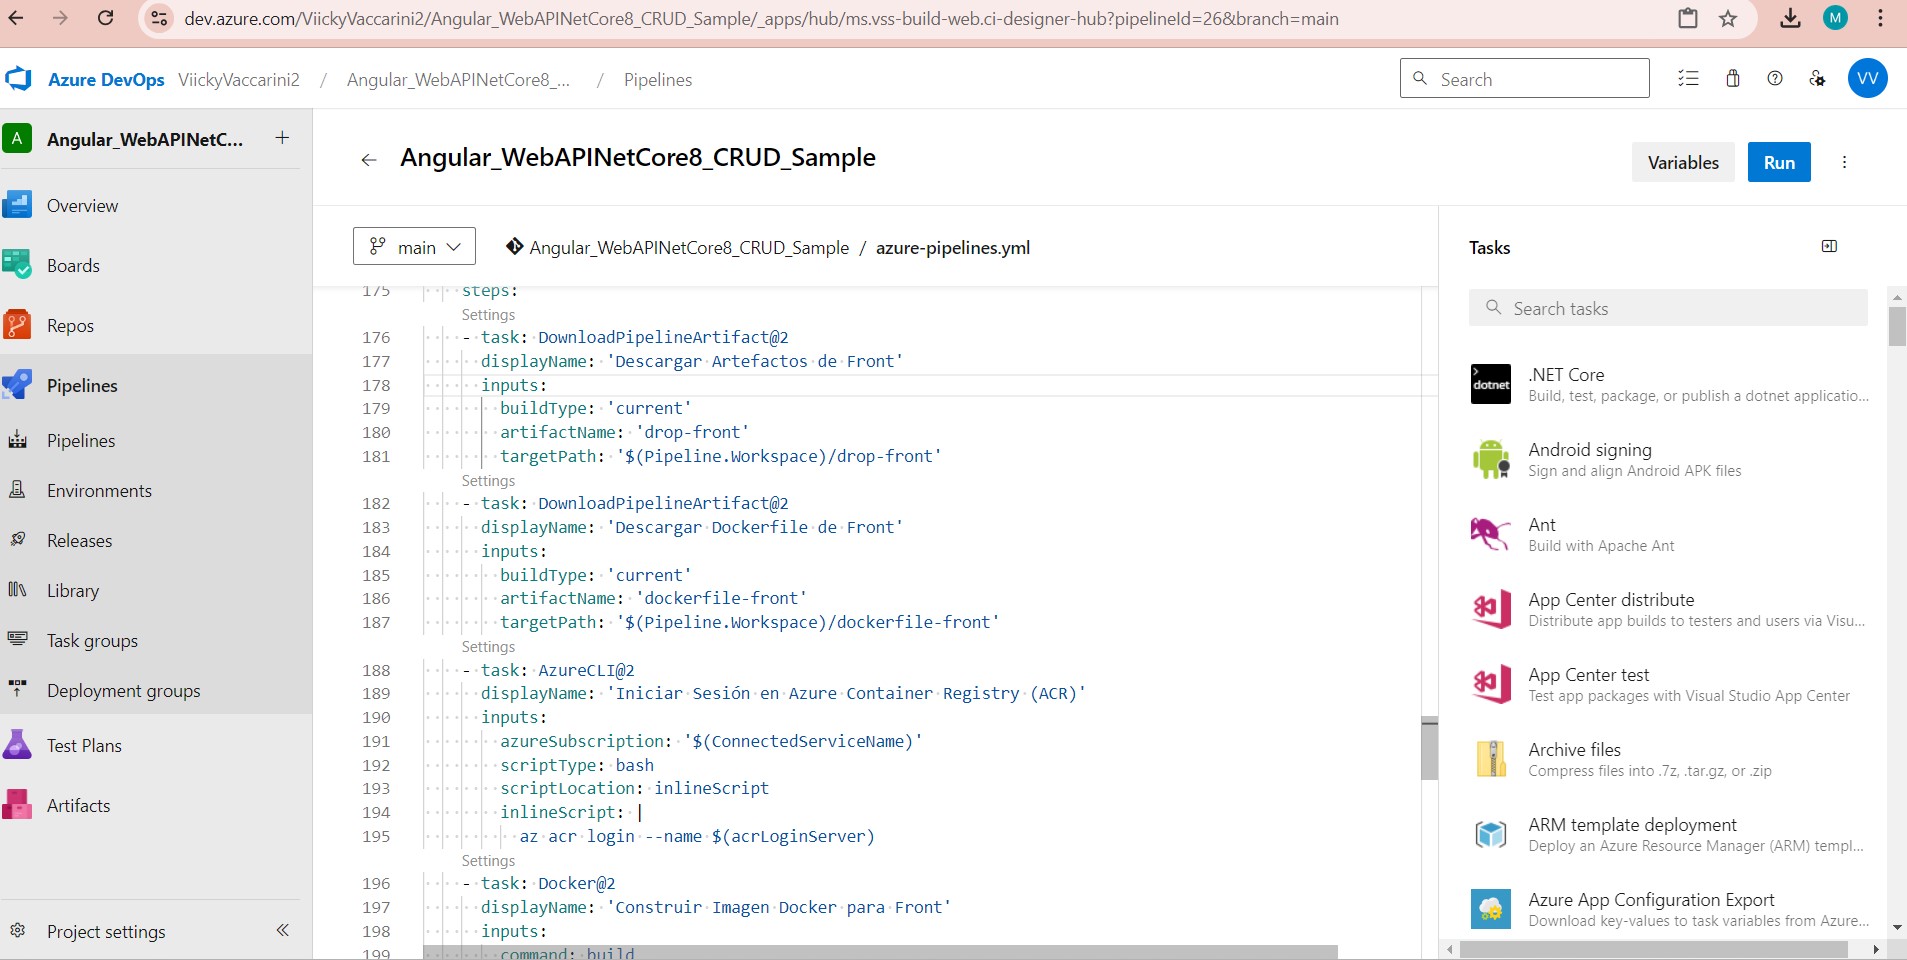 dev.azure.com/ViickyVaccarini2/Angular_WebAPINetCore8_CRUD_Sample/_apps/hub/ms.vss-build-web.ci-designer-hub?pipelineId=26&branch=main
M
Azure DevOps ViickyVaccarini2 / Angular_WebAPINetCore8_... / Pipelines
Search
VV
A Angular_WebAPINetC... +
Overview
Boards
Repos
Pipelines
Pipelines
Environments
Releases
Library
Task groups
Deployment groups
Test Plans
Artifacts
Project settings
Angular_WebAPINetCore8_CRUD_Sample
Variables
Run
main
Angular_WebAPINetCore8_CRUD_Sample / azure-pipelines.yml
175 steps:
Settings
176 - task: DownloadPipelineArtifact@2
177 displayName: 'Descargar Artefactos de Front'
178 inputs:
179 buildType: 'current'
180 artifactName: 'drop-front'
181 targetPath: '$(Pipeline.Workspace)/drop-front'
Settings
182 - task: DownloadPipelineArtifact@2
183 displayName: 'Descargar Dockerfile de Front'
184 inputs:
185 buildType: 'current'
186 artifactName: 'dockerfile-front'
187 targetPath: '$(Pipeline.Workspace)/dockerfile-front'
Settings
188 - task: AzureCLI@2
189 displayName: 'Iniciar Sesión en Azure Container Registry (ACR)'
190 inputs:
191 azureSubscription: '$(ConnectedServiceName)'
192 scriptType: bash
193 scriptLocation: inlineScript
194 inlineScript: |
195 az acr login --name $(acrLoginServer)
Settings
196 - task: Docker@2
197 displayName: 'Construir Imagen Docker para Front'
198 inputs:
199 command: build
Tasks
Search tasks
dotnet
.NET Core
Build, test, package, or publish a dotnet applicatio...
Android signing
Sign and align Android APK files
Ant
Build with Apache Ant
App Center distribute
Distribute app builds to testers and users via Visu...
App Center test
Test app packages with Visual Studio App Center
Archive files
Compress files into .7z, .tar.gz, or .zip
ARM template deployment
Deploy an Azure Resource Manager (ARM) templ...
Azure App Configuration Export
Download key-values to task variables from Azure...